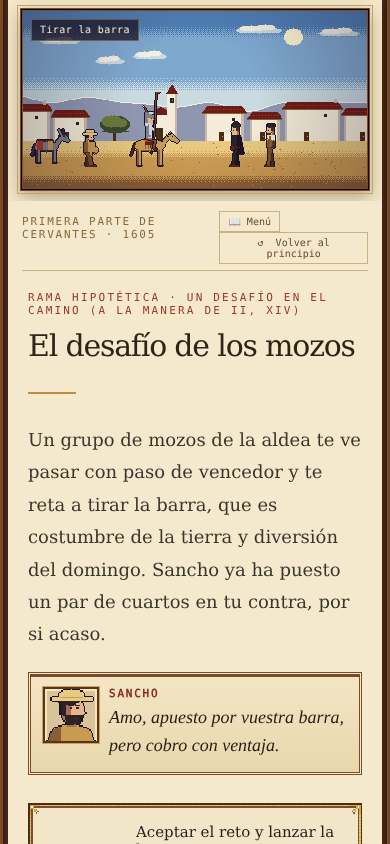 Tirar la barra
PRIMERA PARTE DE
CERVANTES · 1605
📖 Menú
↺ Volver al
principio
RAMA HIPOTÉTICA · UN DESAFÍO EN EL
CAMINO (A LA MANERA DE II, XIV)
El desafío de los mozos
Un grupo de mozos de la aldea te ve
pasar con paso de vencedor y te
reta a tirar la barra, que es
costumbre de la tierra y diversión
del domingo. Sancho ya ha puesto
un par de cuartos en tu contra, por
si acaso.
SANCHO
Amo, apuesto por vuestra barra,
pero cobro con ventaja.
Aceptar el reto y lanzar la